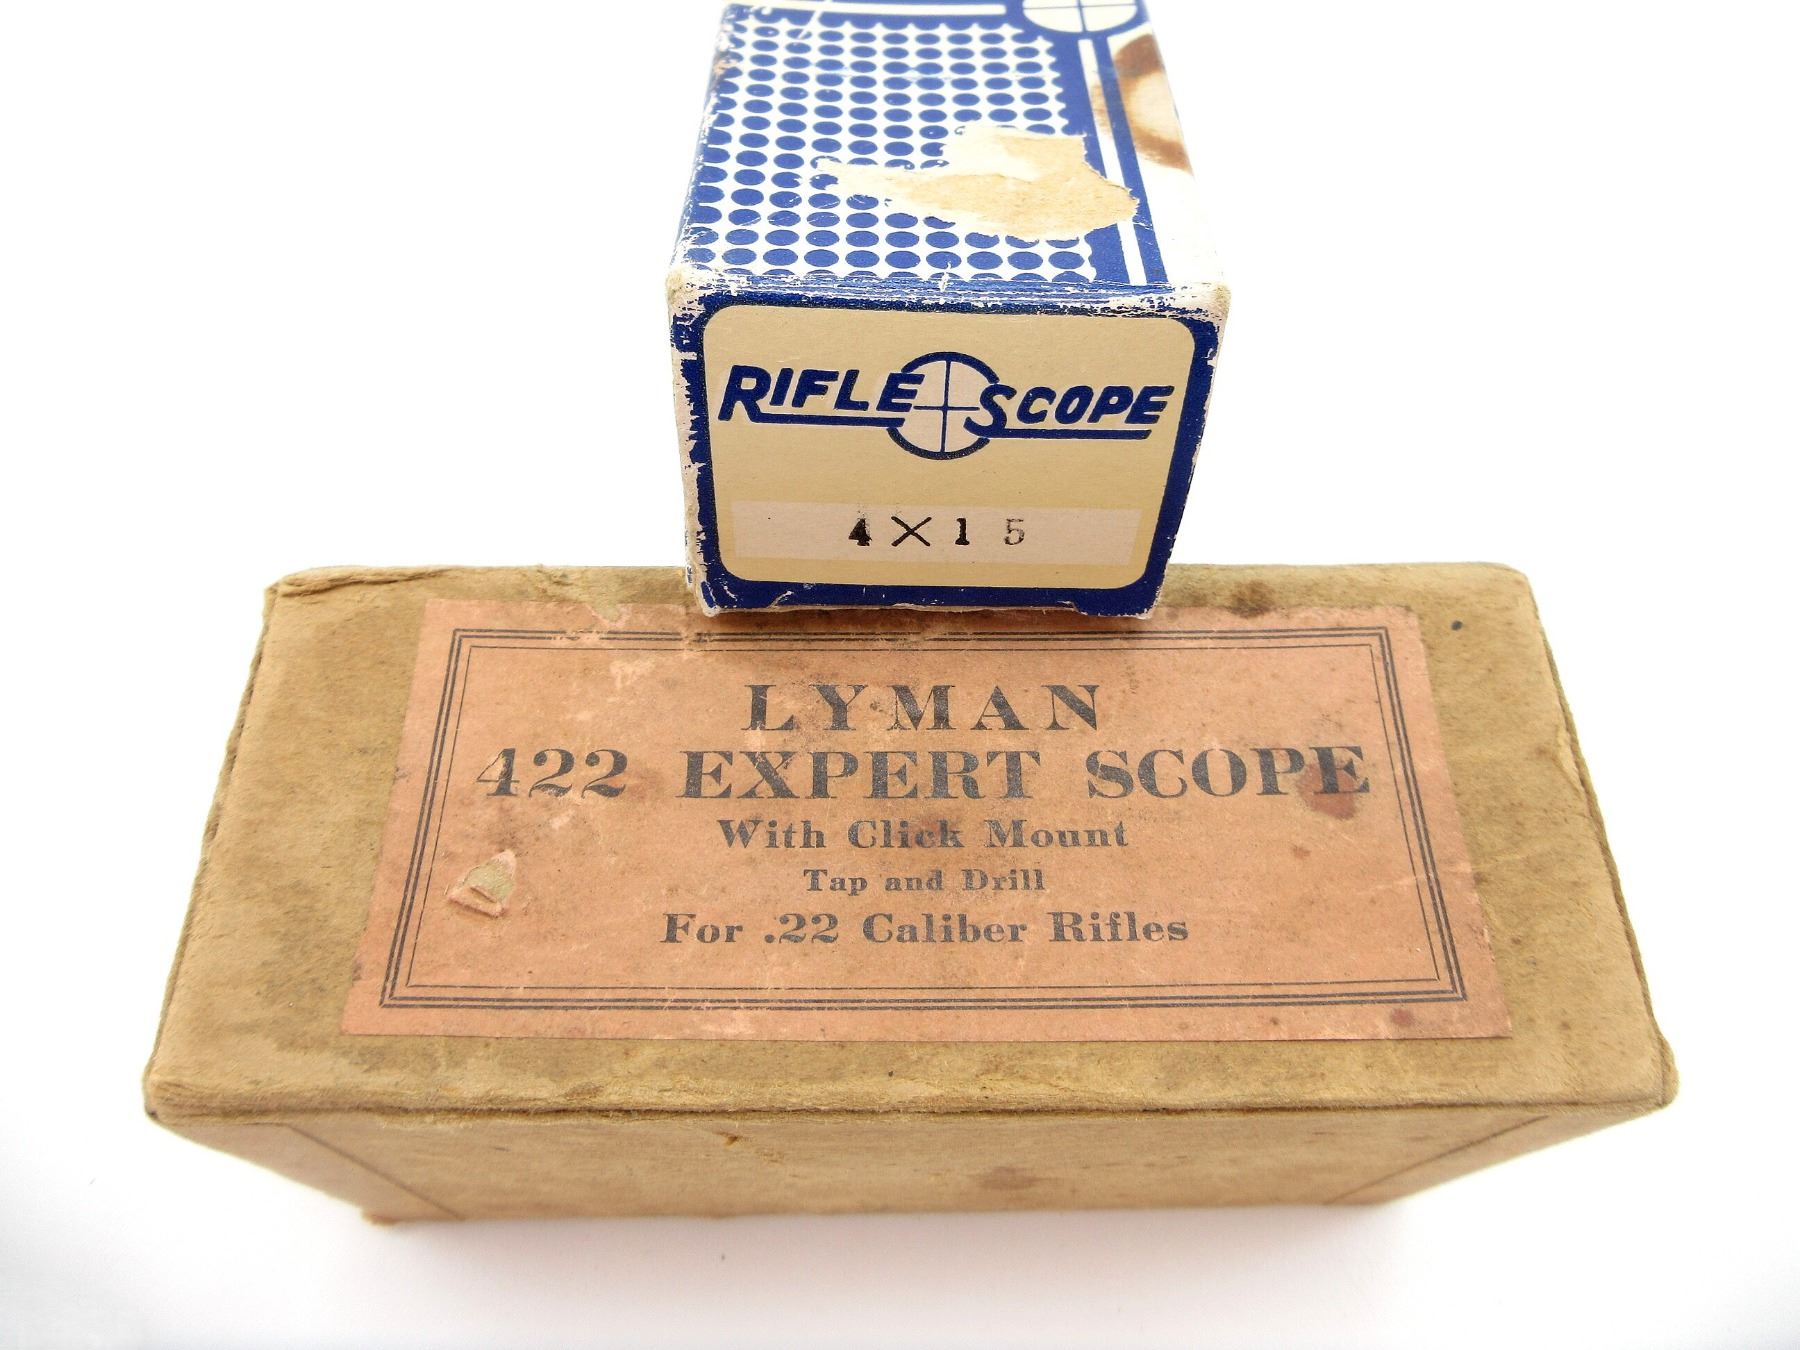 RIFLE SCOPE
4X15
LYMAN
422 EXPERT SCOPE
With Click Mount
Tap and Drill
For .22 Caliber Rifles